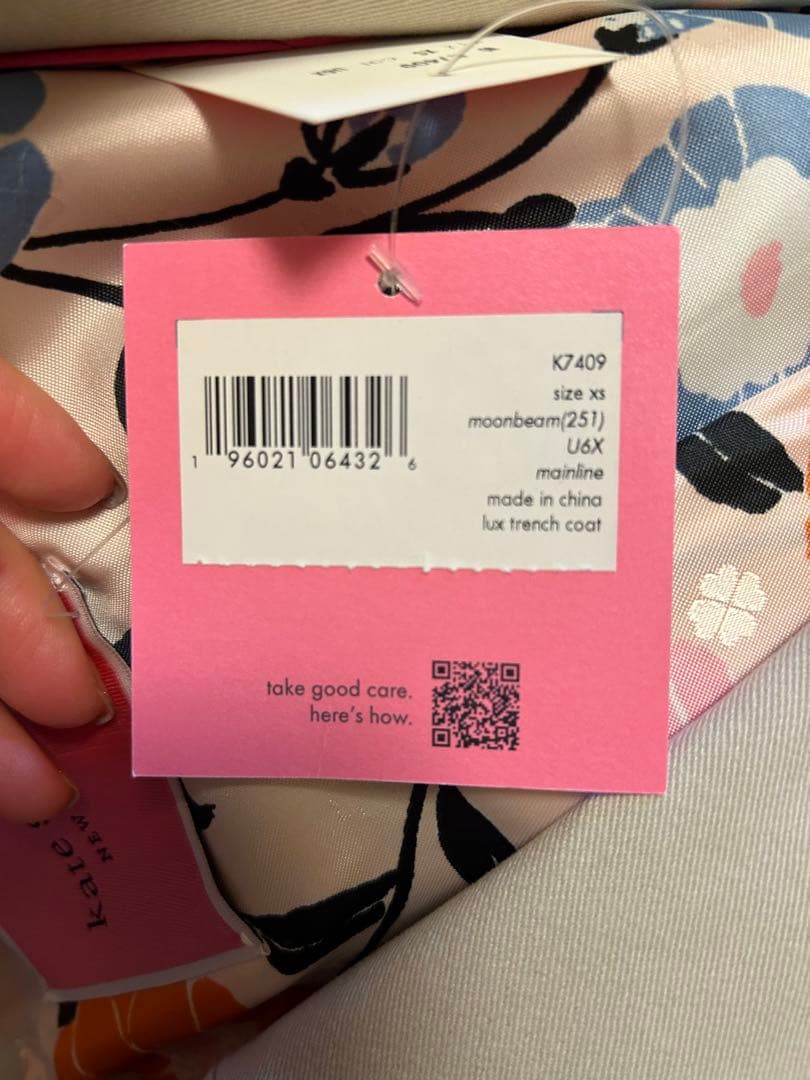 K7409
size xs
moonbeam(251)
U6X
mainline
made in china
lux trench coat
1 96021 06432 6
take good care.
here's how.
kate
NEW